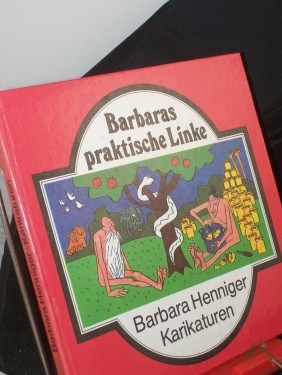 Barbaras
praktische Linke
Barbara Henniger
Karikaturen